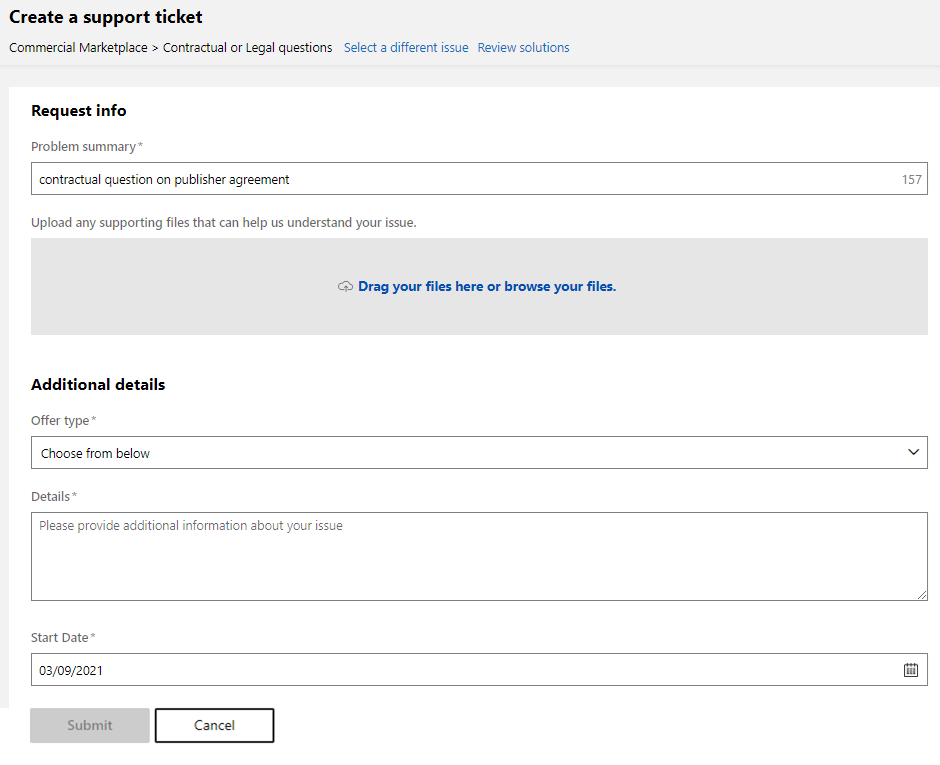 Create a support ticket
Commercial Marketplace > Contractual or Legal questions Select a different issue Review solutions
Request info
Problem summary*
contractual question on publisher agreement 157
Upload any supporting files that can help us understand your issue.
Drag your files here or browse your files.
Additional details
Offer type*
Choose from below
Details*
Please provide additional information about your issue
Start Date*
03/09/2021
Submit Cancel